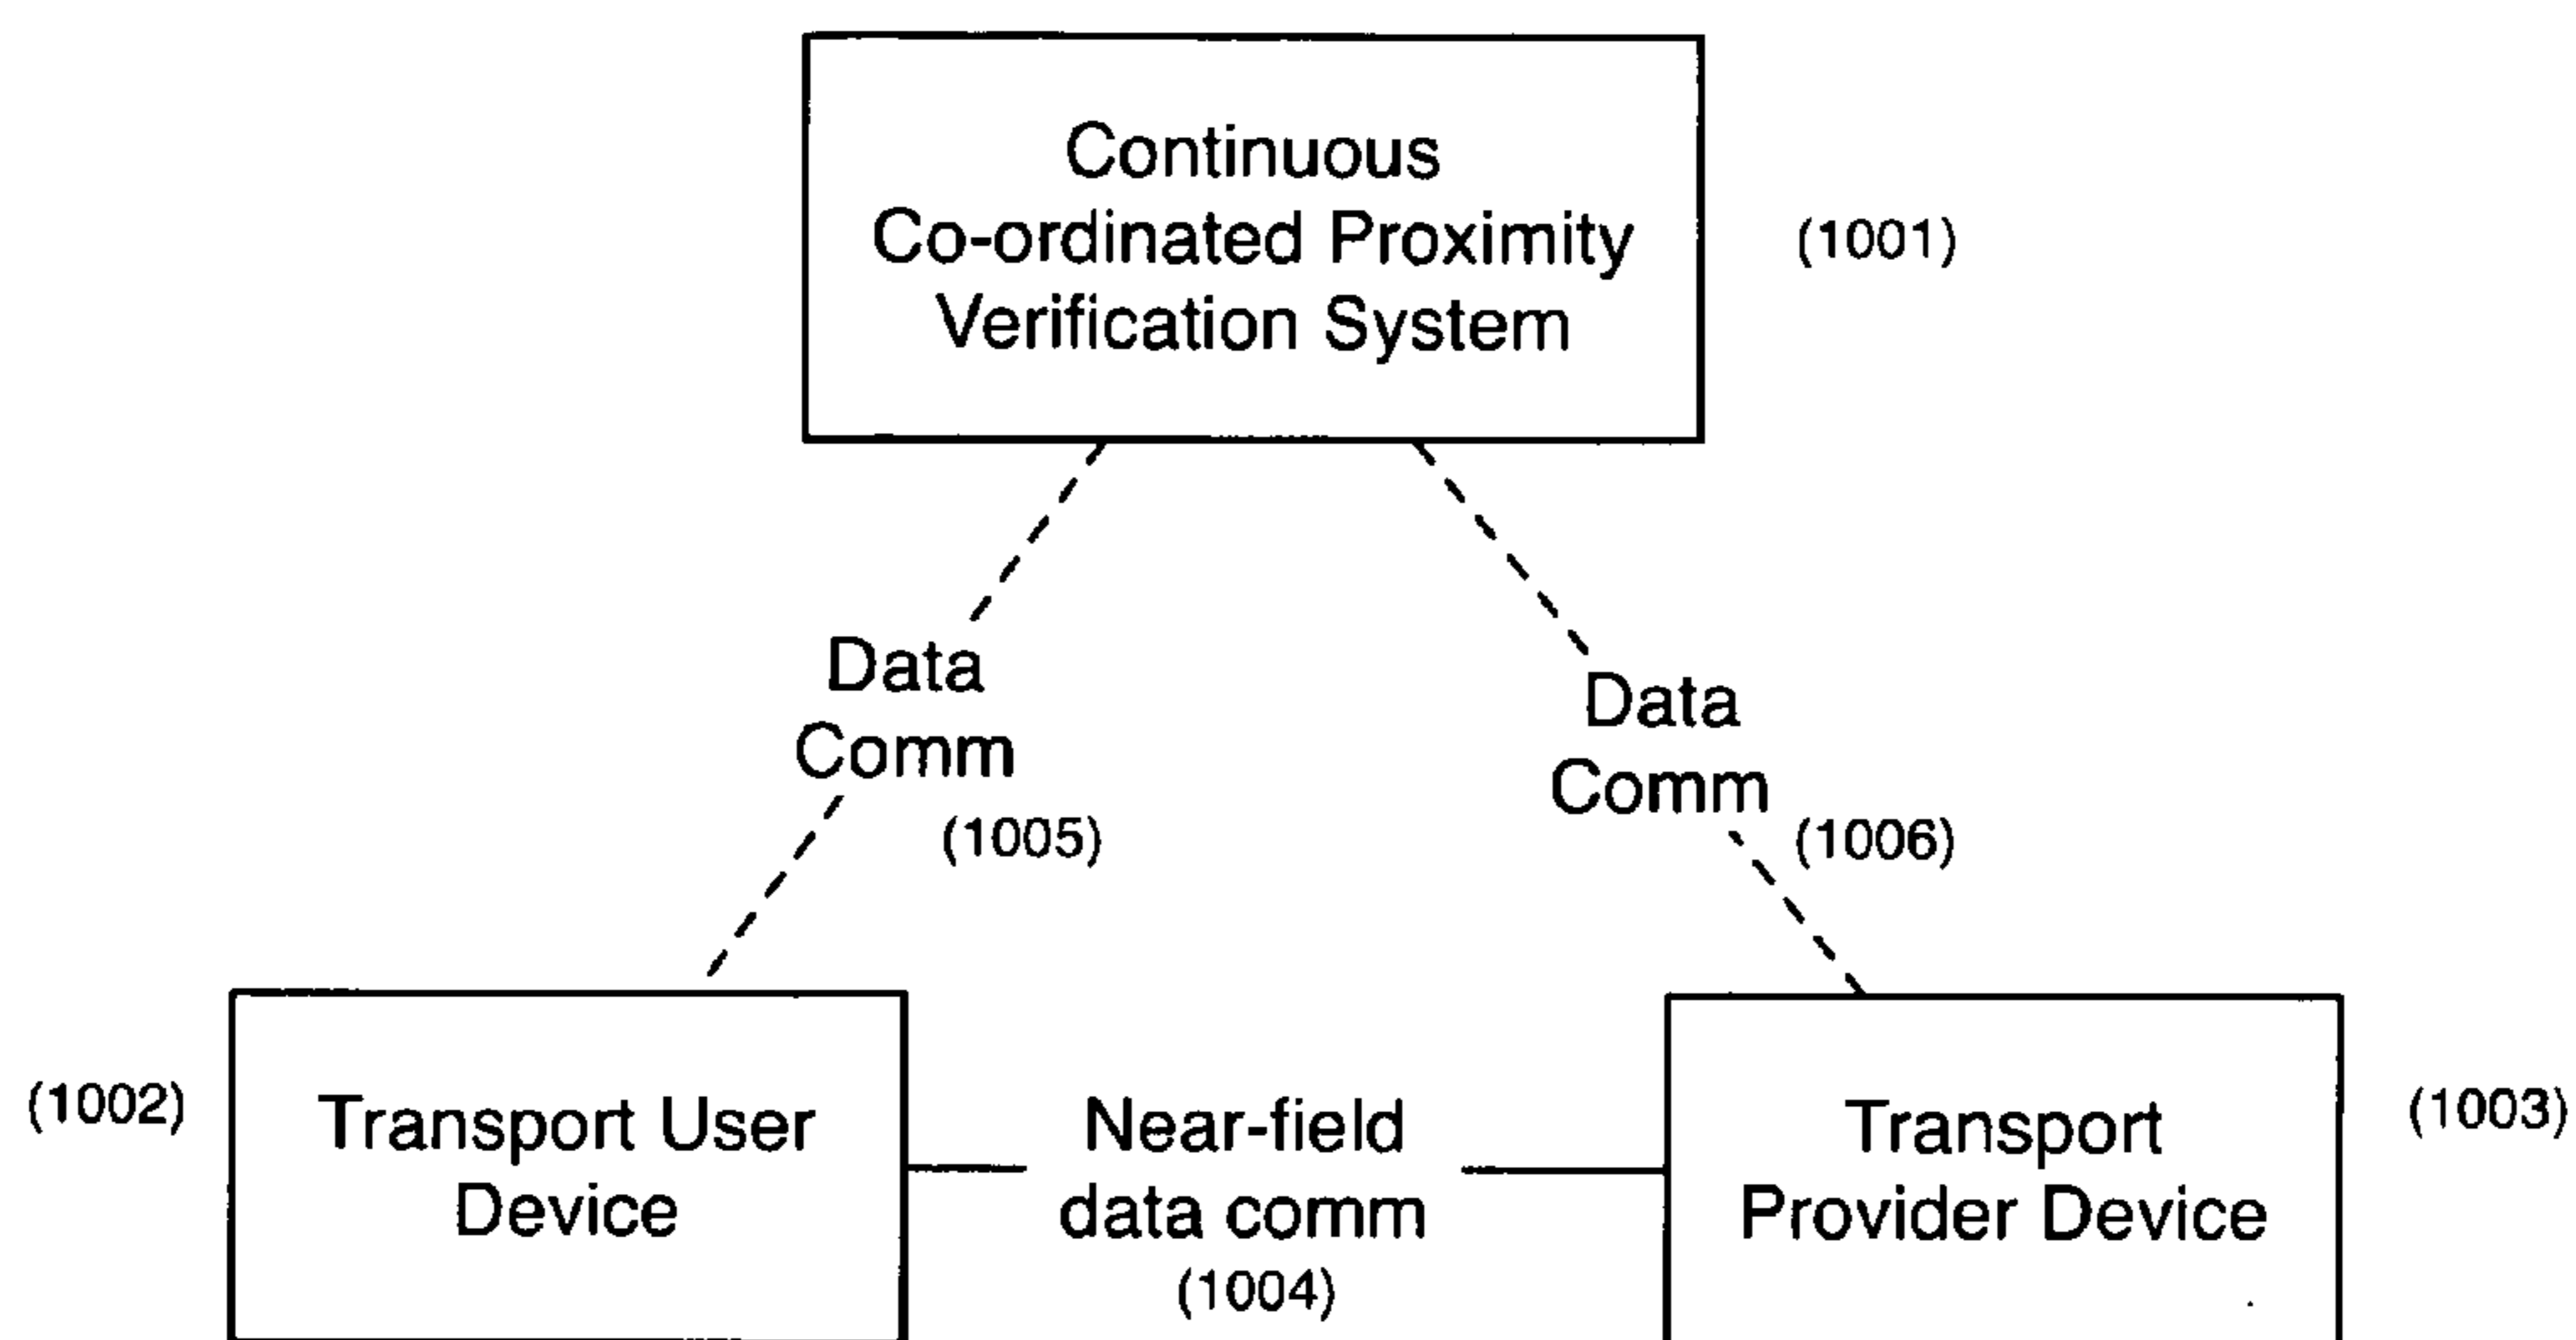 Continuous
Co-ordinated Proximity
Verification System
(1001)
Data
Comm
(1005)
Data
Comm
(1006)
(1002)
Transport User
Device
Near-field
data comm
(1004)
Transport
Provider Device
(1003)